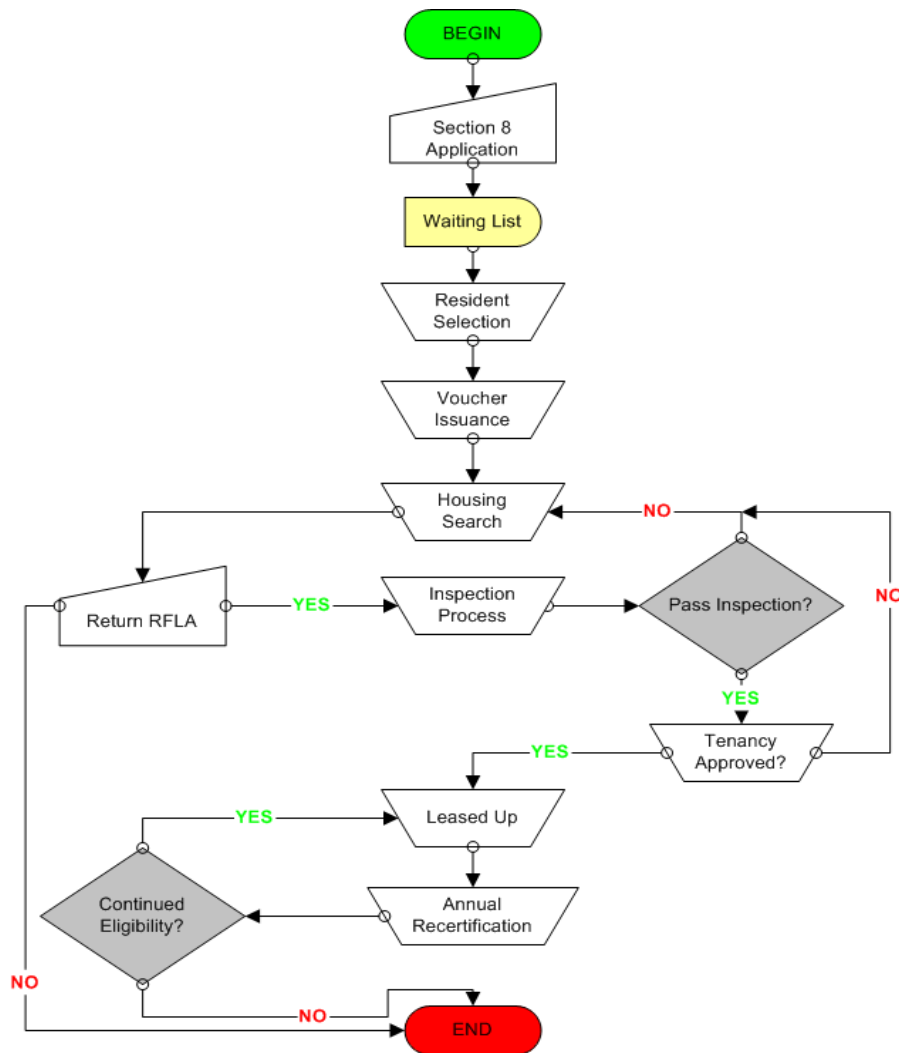 BEGIN
Section 8
Application
Waiting List
Resident
Selection
Voucher
Issuance
Housing
Search
NO
Return RFLA
YES
Inspection
Process
Pass Inspection?
NO
YES
Tenancy
Approved?
YES
Leased Up
YES
Continued
Eligibility?
Annual
Recertification
NO
NO
END